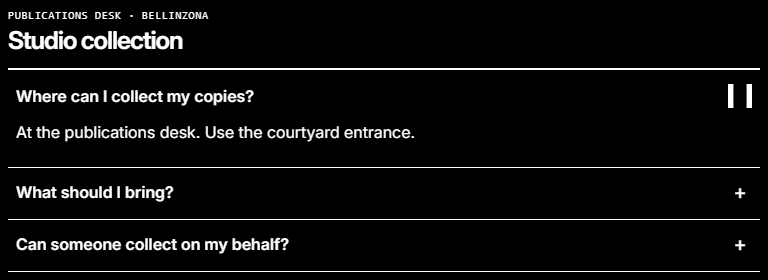 PUBLICATIONS DESK · BELLINZONA
Studio collection
Where can I collect my copies?
At the publications desk. Use the courtyard entrance.
What should I bring?
+
Can someone collect on my behalf?
+